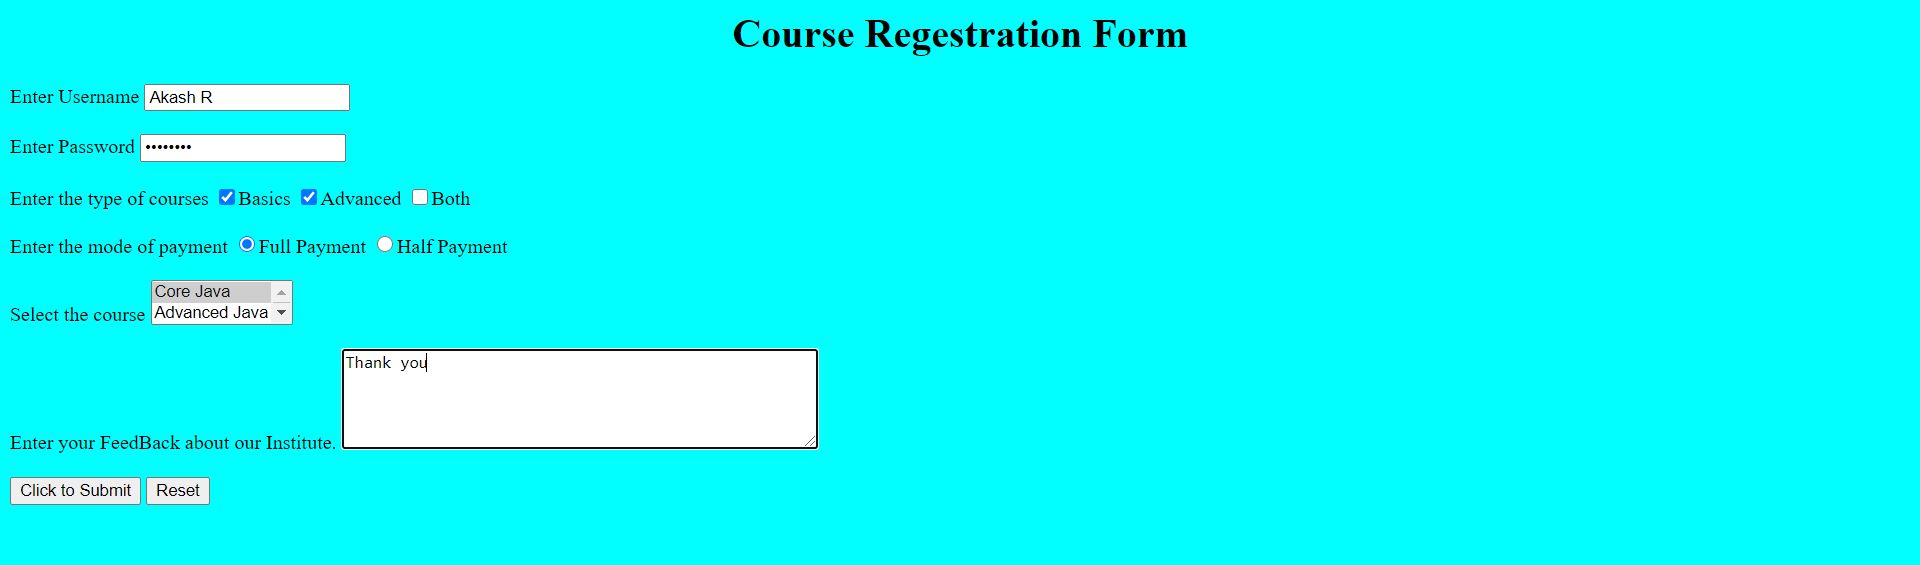 Course Regestration Form
Enter Username Akash R
Enter Password ••••••••
Enter the type of courses Basics Advanced Both
Enter the mode of payment Full Payment Half Payment
Core Java
Select the course Advanced Java
Thank you
Enter your FeedBack about our Institute.
Click to Submit Reset